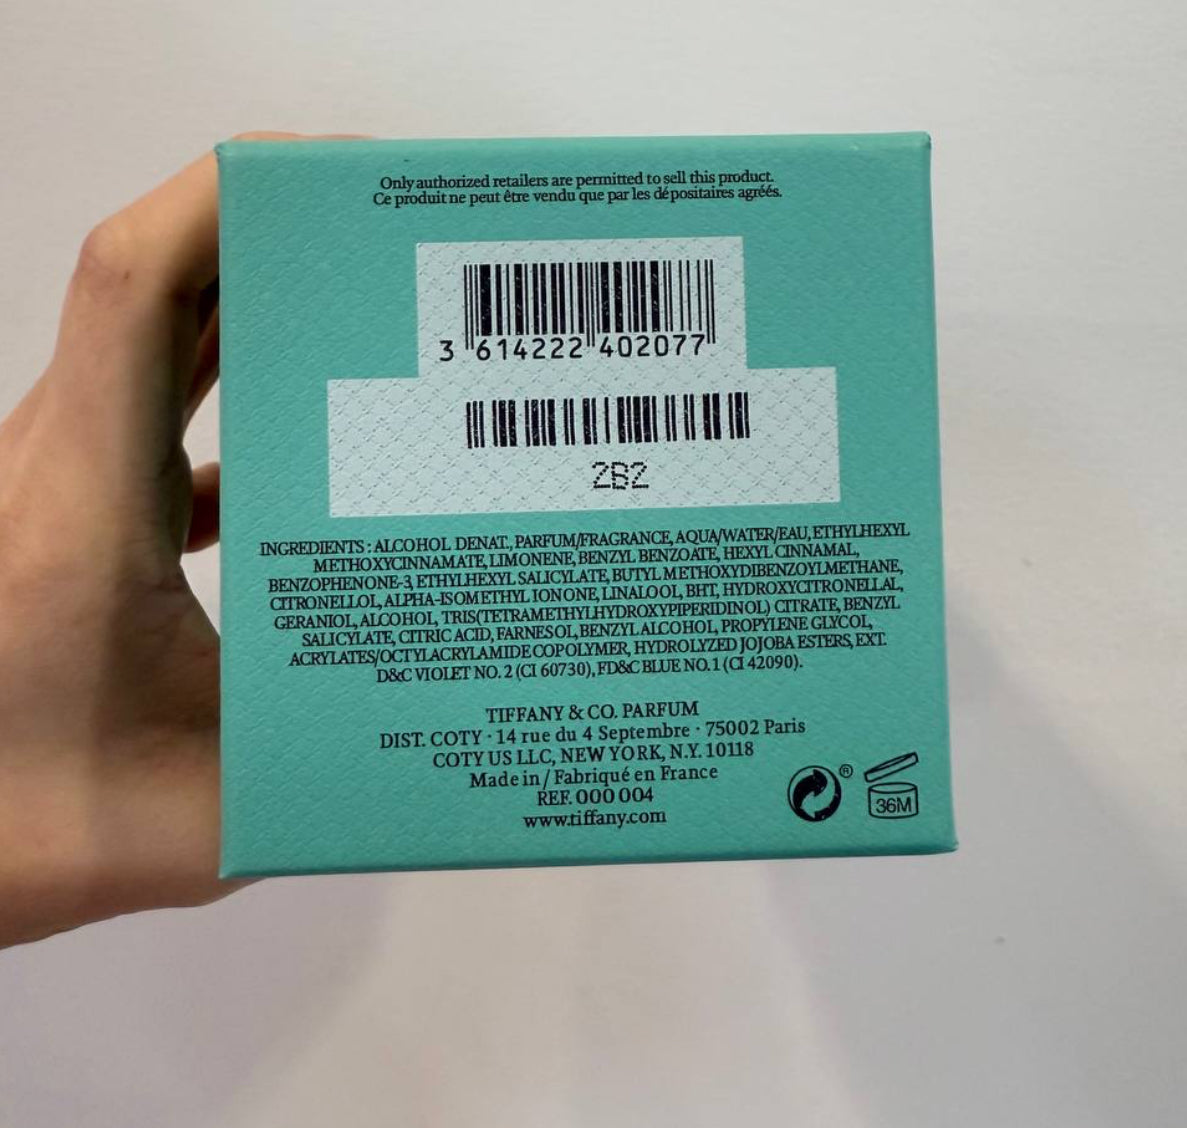 Only authorized retailers are permitted to sell this product.
Ce produit ne peut être vendu que par les dépositaires agréés.
3 614222 402077
262
INGREDIENTS : ALCOHOL DENAT., PARFUM/FRAGRANCE, AQUA/WATER/EAU, ETHYLHEXYL
METHOXYCINNAMATE, LIMONENE, BENZYL BENZOATE, HEXYL CINNAMAL,
BENZOPHENONE-3, ETHYLHEXYL SALICYLATE, BUTYL METHOXYDIBENZOYLMETHANE,
CITRONELLOL, ALPHA-ISOMETHYL IONONE, LINALOOL, BHT, HYDROXYCITRONELLAL,
GERANIOL, ALCOHOL, TRIS(TETRAMETHYLHYDROXYPIPERIDINOL) CITRATE, BENZYL
SALICYLATE, CITRIC ACID, FARNESOL, BENZYL ALCOHOL, PROPYLENE GLYCOL,
ACRYLATES/OCTYLACRYLAMIDE COPOLYMER, HYDROLYZED JOJOBA ESTERS, EXT.
D&C VIOLET NO. 2 (CI 60730), FD&C BLUE NO. 1 (CI 42090).
TIFFANY & CO. PARFUM
DIST. COTY · 14 rue du 4 Septembre · 75002 Paris
COTY US LLC, NEW YORK, N.Y. 10118
Made in / Fabriqué en France
REF. 000 004
www.tiffany.com
®
36M